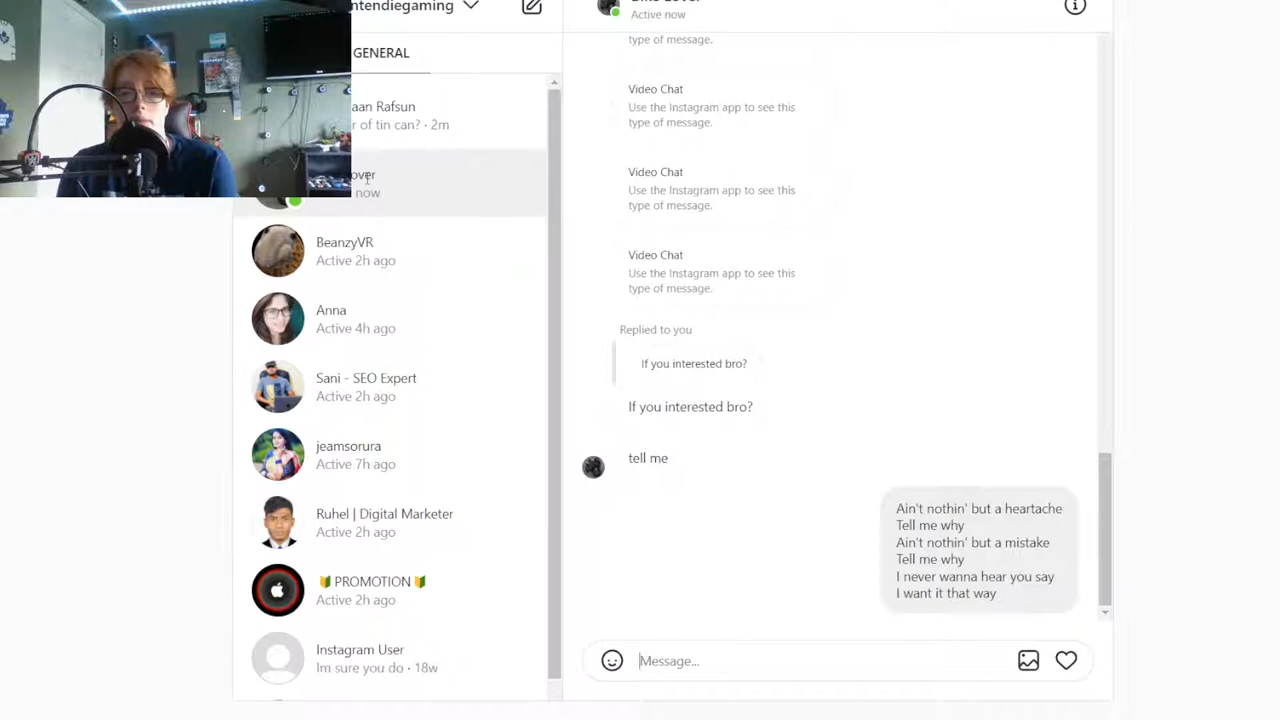 ntendiegaming
GENERAL
aan Rafsun
r of tin can? · 2m
over
now
BeanzyVR
Active 2h ago
Anna
Active 4h ago
Sani - SEO Expert
Active 2h ago
jeamsorura
Active 7h ago
Ruhel | Digital Marketer
Active 2h ago
🔰 PROMOTION 🔰
Active 2h ago
Instagram User
Im sure you do · 18w
Active now
type of message.
Video Chat
Use the Instagram app to see this
type of message.
Video Chat
Use the Instagram app to see this
type of message.
Video Chat
Use the Instagram app to see this
type of message.
Replied to you
If you interested bro?
If you interested bro?
tell me
Ain't nothin' but a heartache
Tell me why
Ain't nothin' but a mistake
Tell me why
I never wanna hear you say
I want it that way
Message...